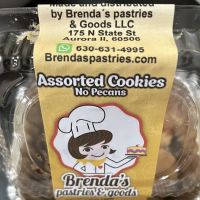 Made and distributed
by Brenda's pastries
& Goods LLC
175 N State St
Aurora Il, 60506
630-631-4995
Brendaspastries.com
Assorted Cookies
No Pecans
Brenda's
pastries & goods